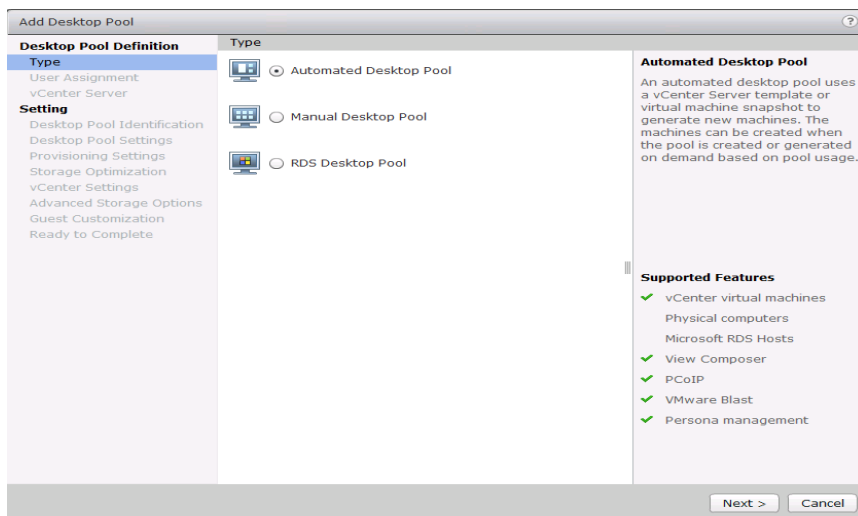 Add Desktop Pool
?
Desktop Pool Definition
Type
User Assignment
vCenter Server
Setting
Desktop Pool Identification
Desktop Pool Settings
Provisioning Settings
Storage Optimization
vCenter Settings
Advanced Storage Options
Guest Customization
Ready to Complete
Type
Automated Desktop Pool
Manual Desktop Pool
RDS Desktop Pool
Automated Desktop Pool
An automated desktop pool uses
a vCenter Server template or
virtual machine snapshot to
generate new machines. The
machines can be created when
the pool is created or generated
on demand based on pool usage.
Supported Features
vCenter virtual machines
Physical computers
Microsoft RDS Hosts
View Composer
PCoIP
VMware Blast
Persona management
Next >
Cancel